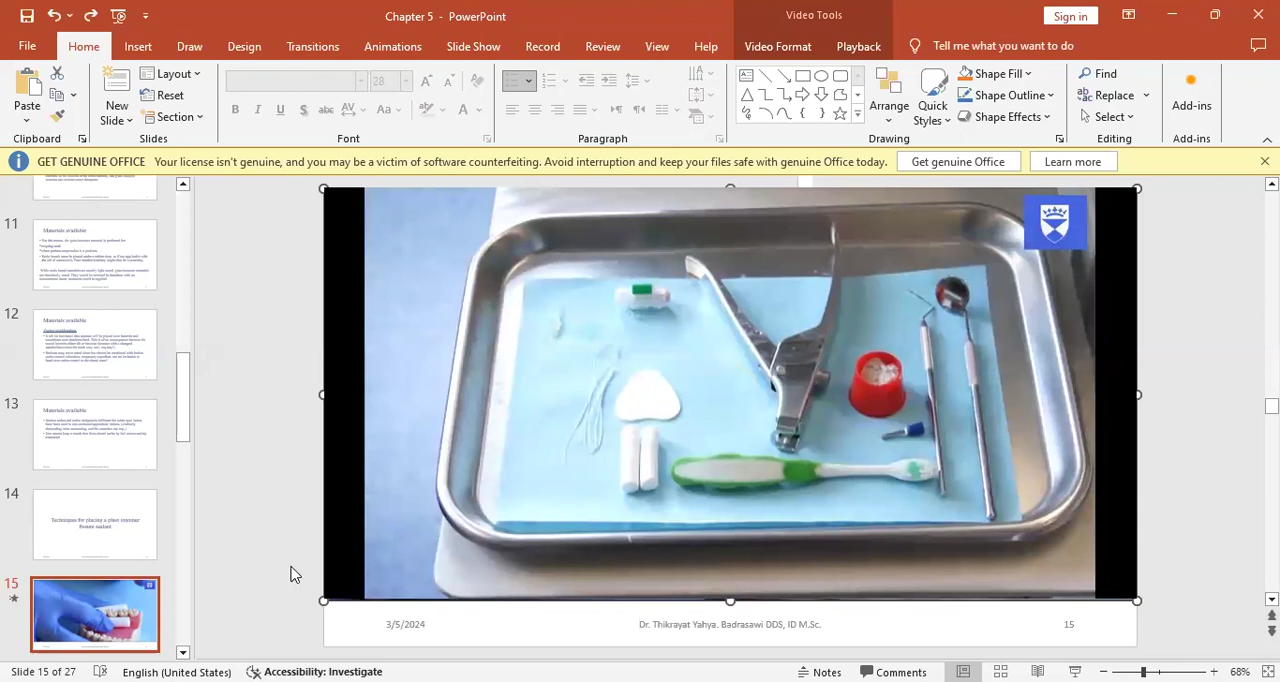 Chapter 5 - PowerPoint
Video Tools
Sign in
File Home Insert Draw Design Transitions Animations Slide Show Record Review View Help Video Format Playback Tell me what you want to do
Paste
Clipboard
New Slide
Layout
Reset
Section
Slides
28
B I U S abc AV Aa A
Font
Paragraph
Arrange
Quick Styles
Shape Fill
Shape Outline
Shape Effects
Drawing
Find
Replace
Select
Editing
Add-ins
Add-ins
GET GENUINE OFFICE Your license isn't genuine, and you may be a victim of software counterfeiting. Avoid interruption and keep your files safe with genuine Office today. Get genuine Office Learn more
11
Materials available
12
Materials available
13
Materials available
14
Techniques for placing a glass ionomer
fissure sealant
15
3/5/2024 Dr. Thikrayat Yahya. Badrasawi DDS, ID M.Sc. 15
Slide 15 of 27 English (United States) Accessibility: Investigate Notes Comments 68%